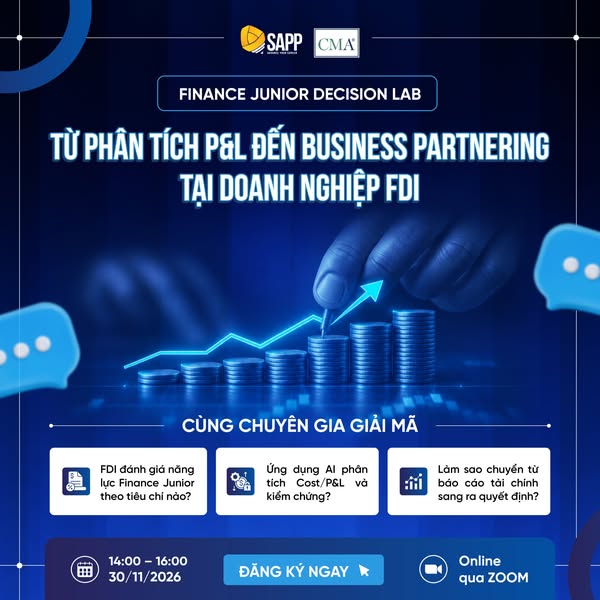 SAPP
CMA®
FINANCE JUNIOR DECISION LAB
TỪ PHÂN TÍCH P&L ĐẾN BUSINESS PARTNERING
TẠI DOANH NGHIỆP FDI
CÙNG CHUYÊN GIA GIẢI MÃ
FDI đánh giá năng
lực Finance Junior
theo tiêu chí nào?
Ứng dụng AI phân
tích Cost/P&L và
kiểm chứng?
Làm sao chuyển từ
báo cáo tài chính
sang ra quyết định?
14:00 – 16:00
30/11/2026
ĐĂNG KÝ NGAY
Online
qua ZOOM